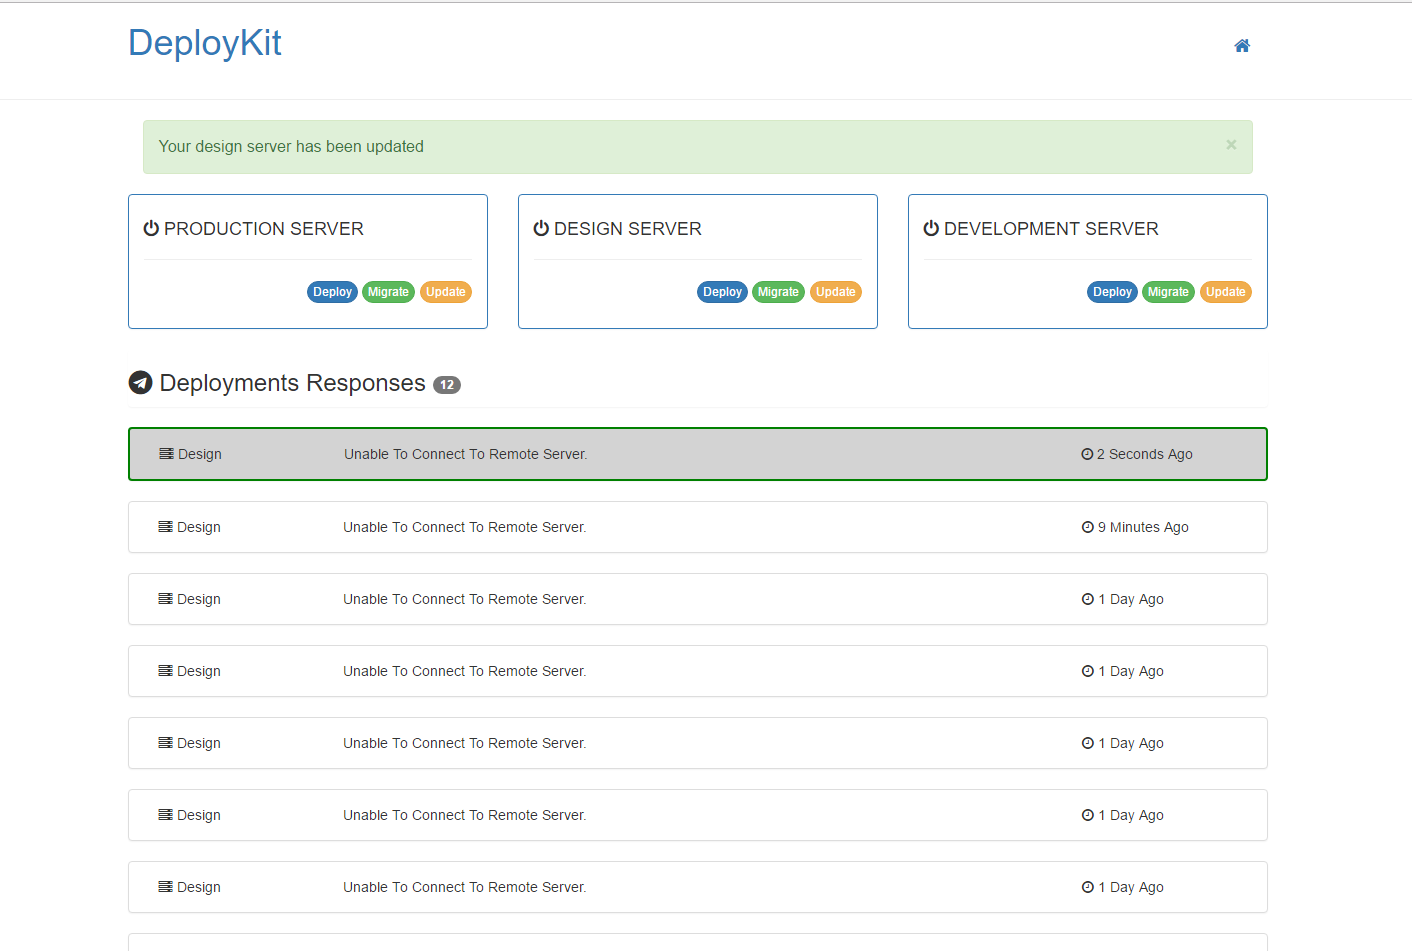 DeployKit
Your design server has been updated ×
PRODUCTION SERVER
Deploy Migrate Update
DESIGN SERVER
Deploy Migrate Update
DEVELOPMENT SERVER
Deploy Migrate Update
Deployments Responses 12
Design Unable To Connect To Remote Server. 2 Seconds Ago
Design Unable To Connect To Remote Server. 9 Minutes Ago
Design Unable To Connect To Remote Server. 1 Day Ago
Design Unable To Connect To Remote Server. 1 Day Ago
Design Unable To Connect To Remote Server. 1 Day Ago
Design Unable To Connect To Remote Server. 1 Day Ago
Design Unable To Connect To Remote Server. 1 Day Ago